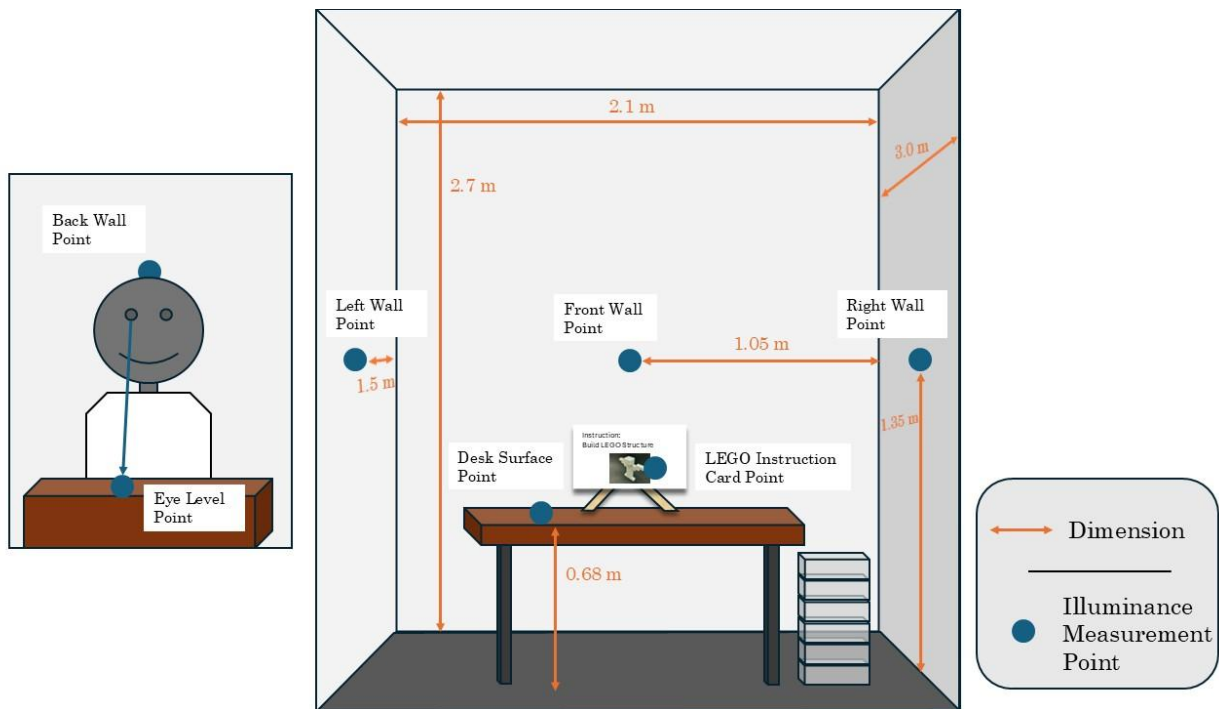 Back Wall
Point
Eye Level
Point
2.1 m
3.0 m
2.7 m
Left Wall
Point
Front Wall
Point
Right Wall
Point
1.05 m
1.5 m
1.35 m
Instruction:
Build LEGO Structure
Desk Surface
Point
LEGO Instruction
Card Point
0.68 m
Dimension
Illuminance
Measurement
Point